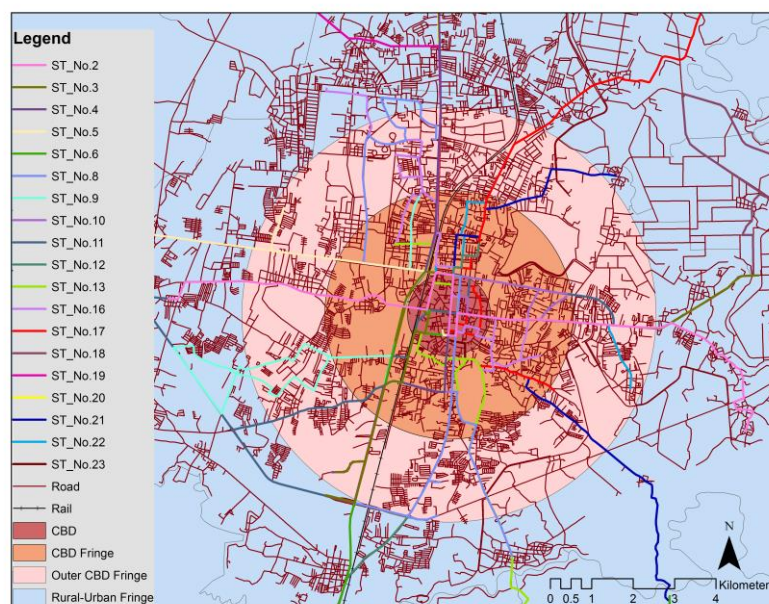 Legend
ST_No.2
ST_No.3
ST_No.4
ST_No.5
ST_No.6
ST_No.8
ST_No.9
ST_No.10
ST_No.11
ST_No.12
ST_No.13
ST_No.16
ST_No.17
ST_No.18
ST_No.19
ST_No.20
ST_No.21
ST_No.22
ST_No.23
Road
Rail
CBD
CBD Fringe
Outer CBD Fringe
Rural-Urban Fringe
N
Kilometer
0 0.5 1 2 3 4